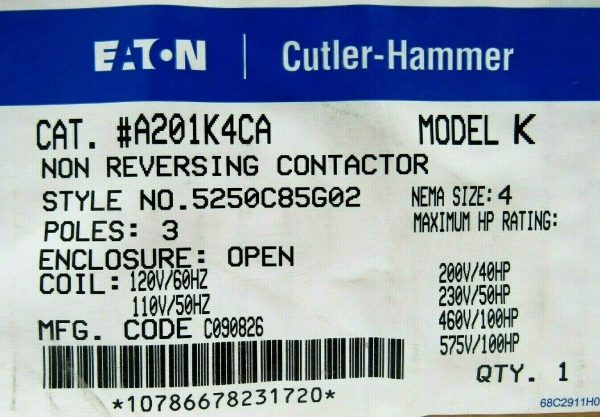 EATON | Cutler-Hammer
CAT. #A201K4CA MODEL K
NON REVERSING CONTACTOR
STYLE NO.5250C85G02 NEMA SIZE: 4
POLES: 3 MAXIMUM HP RATING:
ENCLOSURE: OPEN
COIL: 120V/60HZ 200V/40HP
110V/50HZ 230V/50HP
MFG. CODE C090826 460V/100HP
575V/100HP
QTY. 1
*10786678231720*
68C2911H0